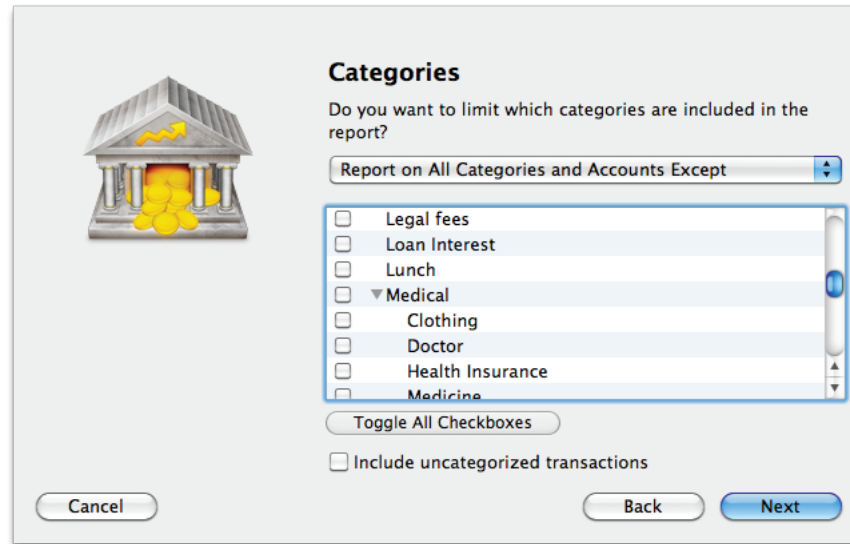 Categories
Do you want to limit which categories are included in the
report?
Report on All Categories and Accounts Except
Legal fees
Loan Interest
Lunch
Medical
Clothing
Doctor
Health Insurance
Medicine
Toggle All Checkboxes
Include uncategorized transactions
Cancel
Back
Next